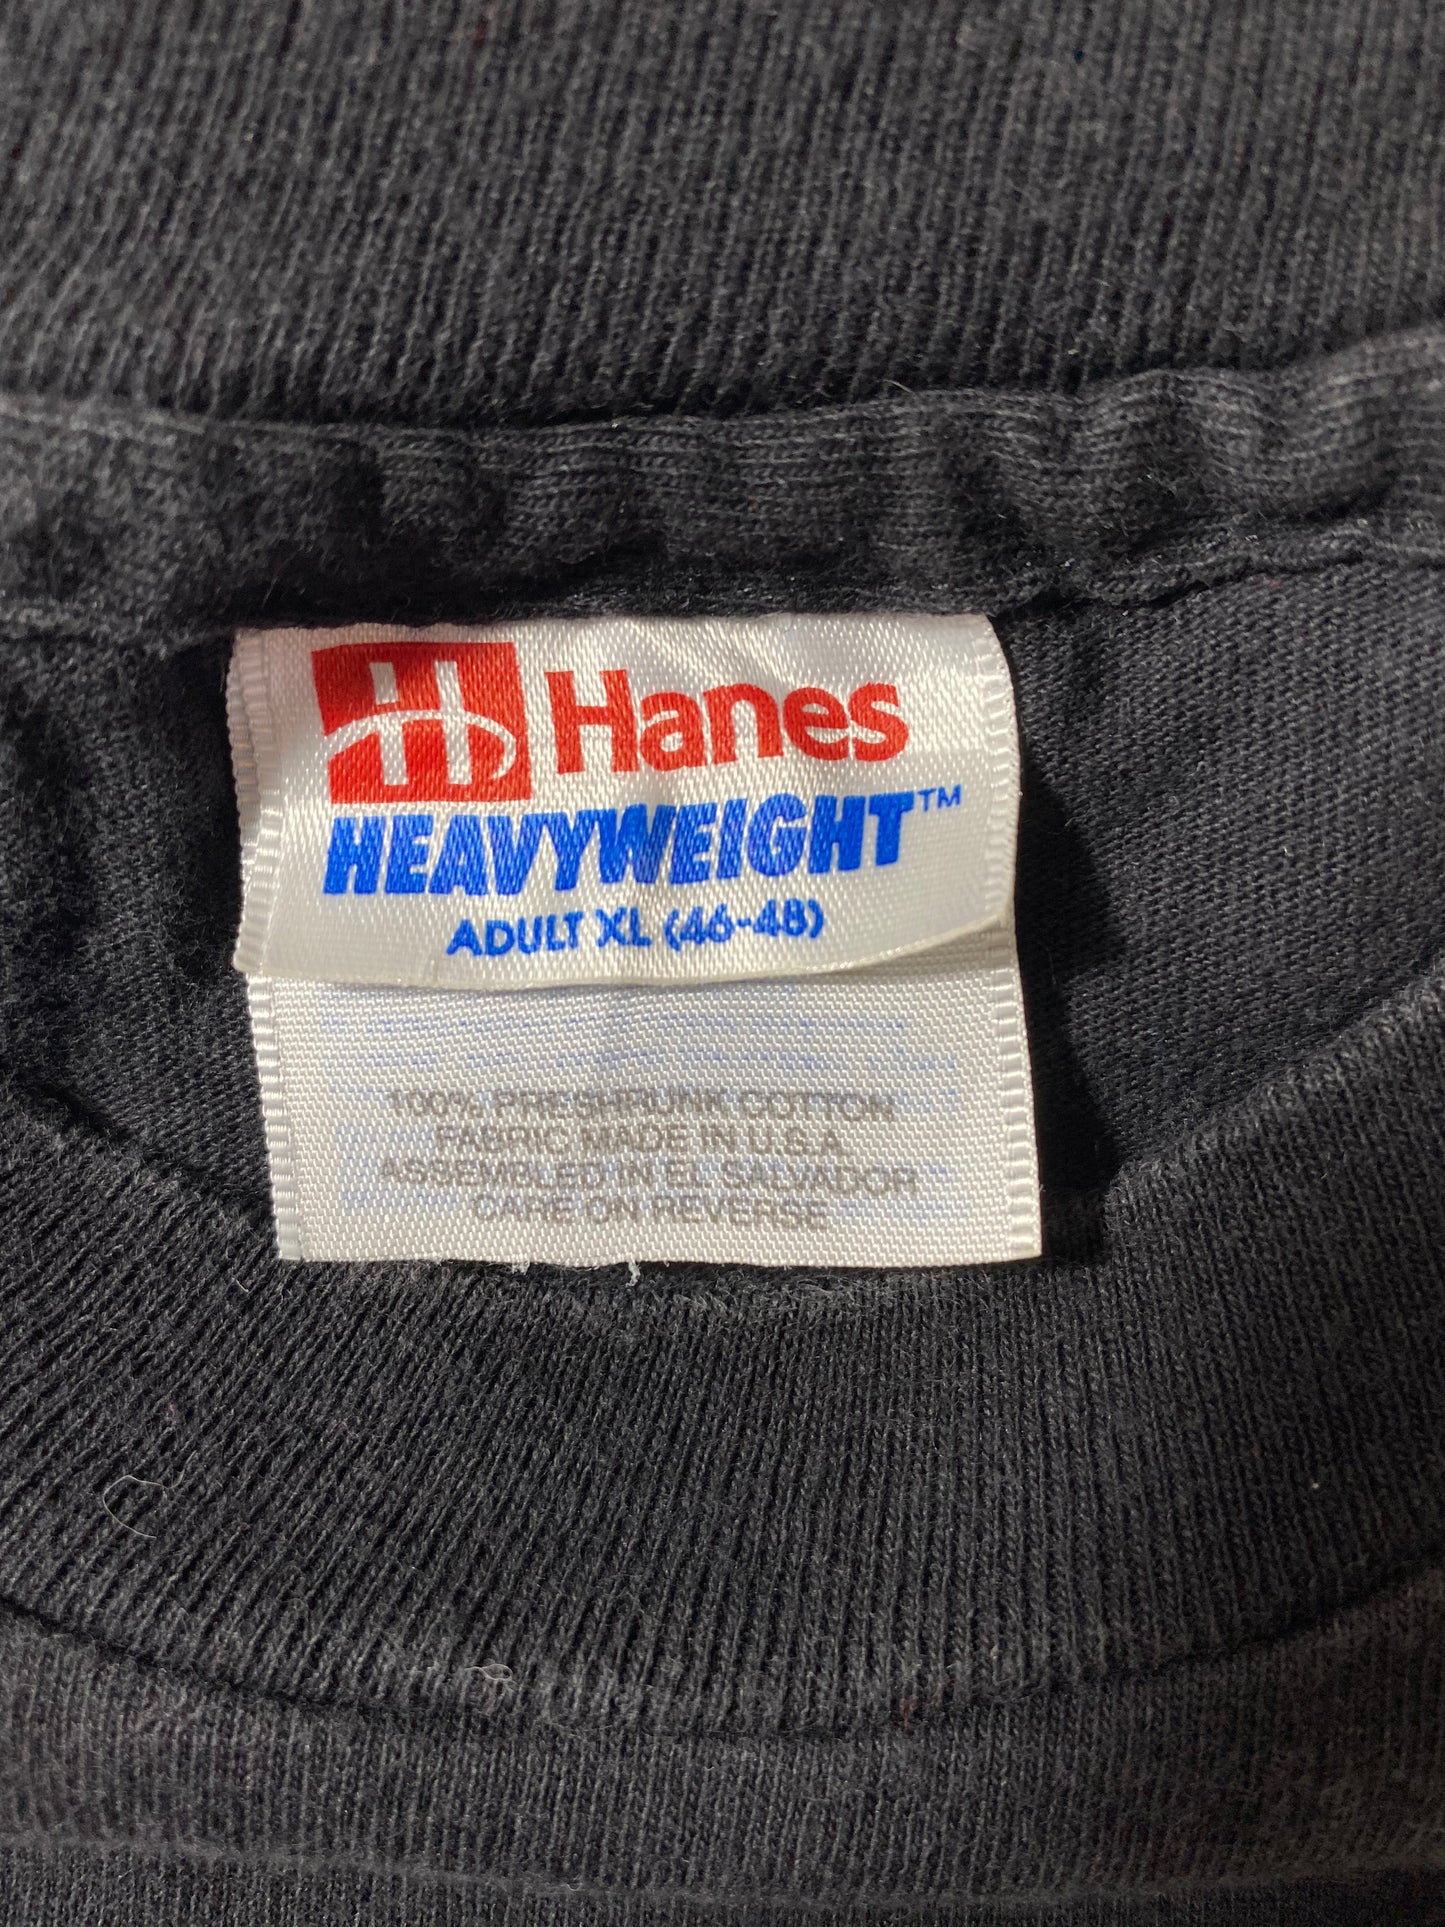 Hanes
HEAVYWEIGHT™
ADULT XL (46-48)
100% PRESHRUNK COTTON
FABRIC MADE IN U.S.A
ASSEMBLED IN EL SALVADOR
CARE ON REVERSE